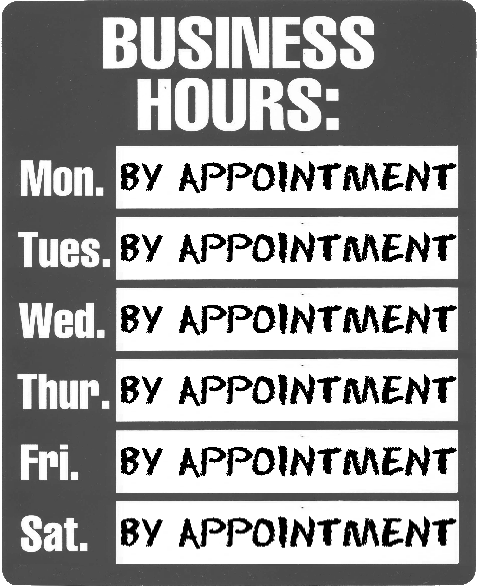 BUSINESS
HOURS:
Mon. BY APPOINTMENT
Tues. BY APPOINTMENT
Wed. BY APPOINTMENT
Thur. BY APPOINTMENT
Fri. BY APPOINTMENT
Sat. BY APPOINTMENT